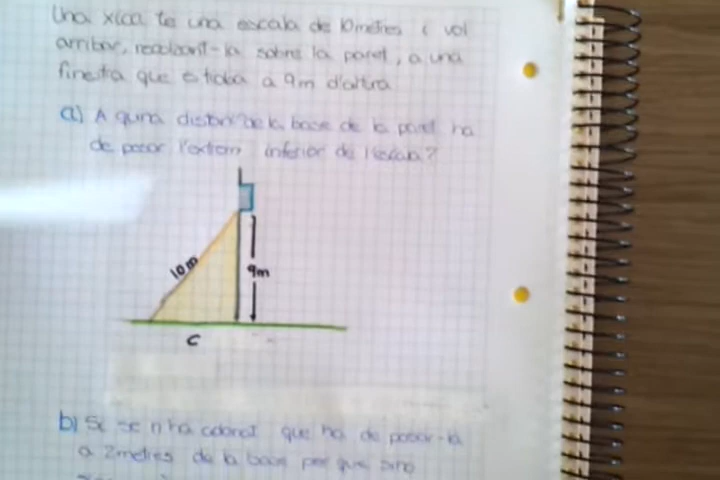 Una xica té una escala de 10metres i vol
arribar, recolzant-la sobre la paret, a una
finestra que es troba a 9m d'altura
a) A quina distància de la base de la paret ha
de posar l'extrem inferior de l'escala?
10m
9m
c
b) Si se n'ha adonat que ha de posar-la
a 2metres de la base per que sino